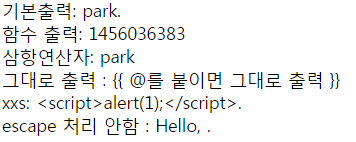 기본출력: park.
함수 출력: 1456036383
삼항연산자: park
그대로 출력 : {{ @를 붙이면 그대로 출력 }}
xxs: <script>alert(1);</script>.
escape 처리 안함 : Hello, .